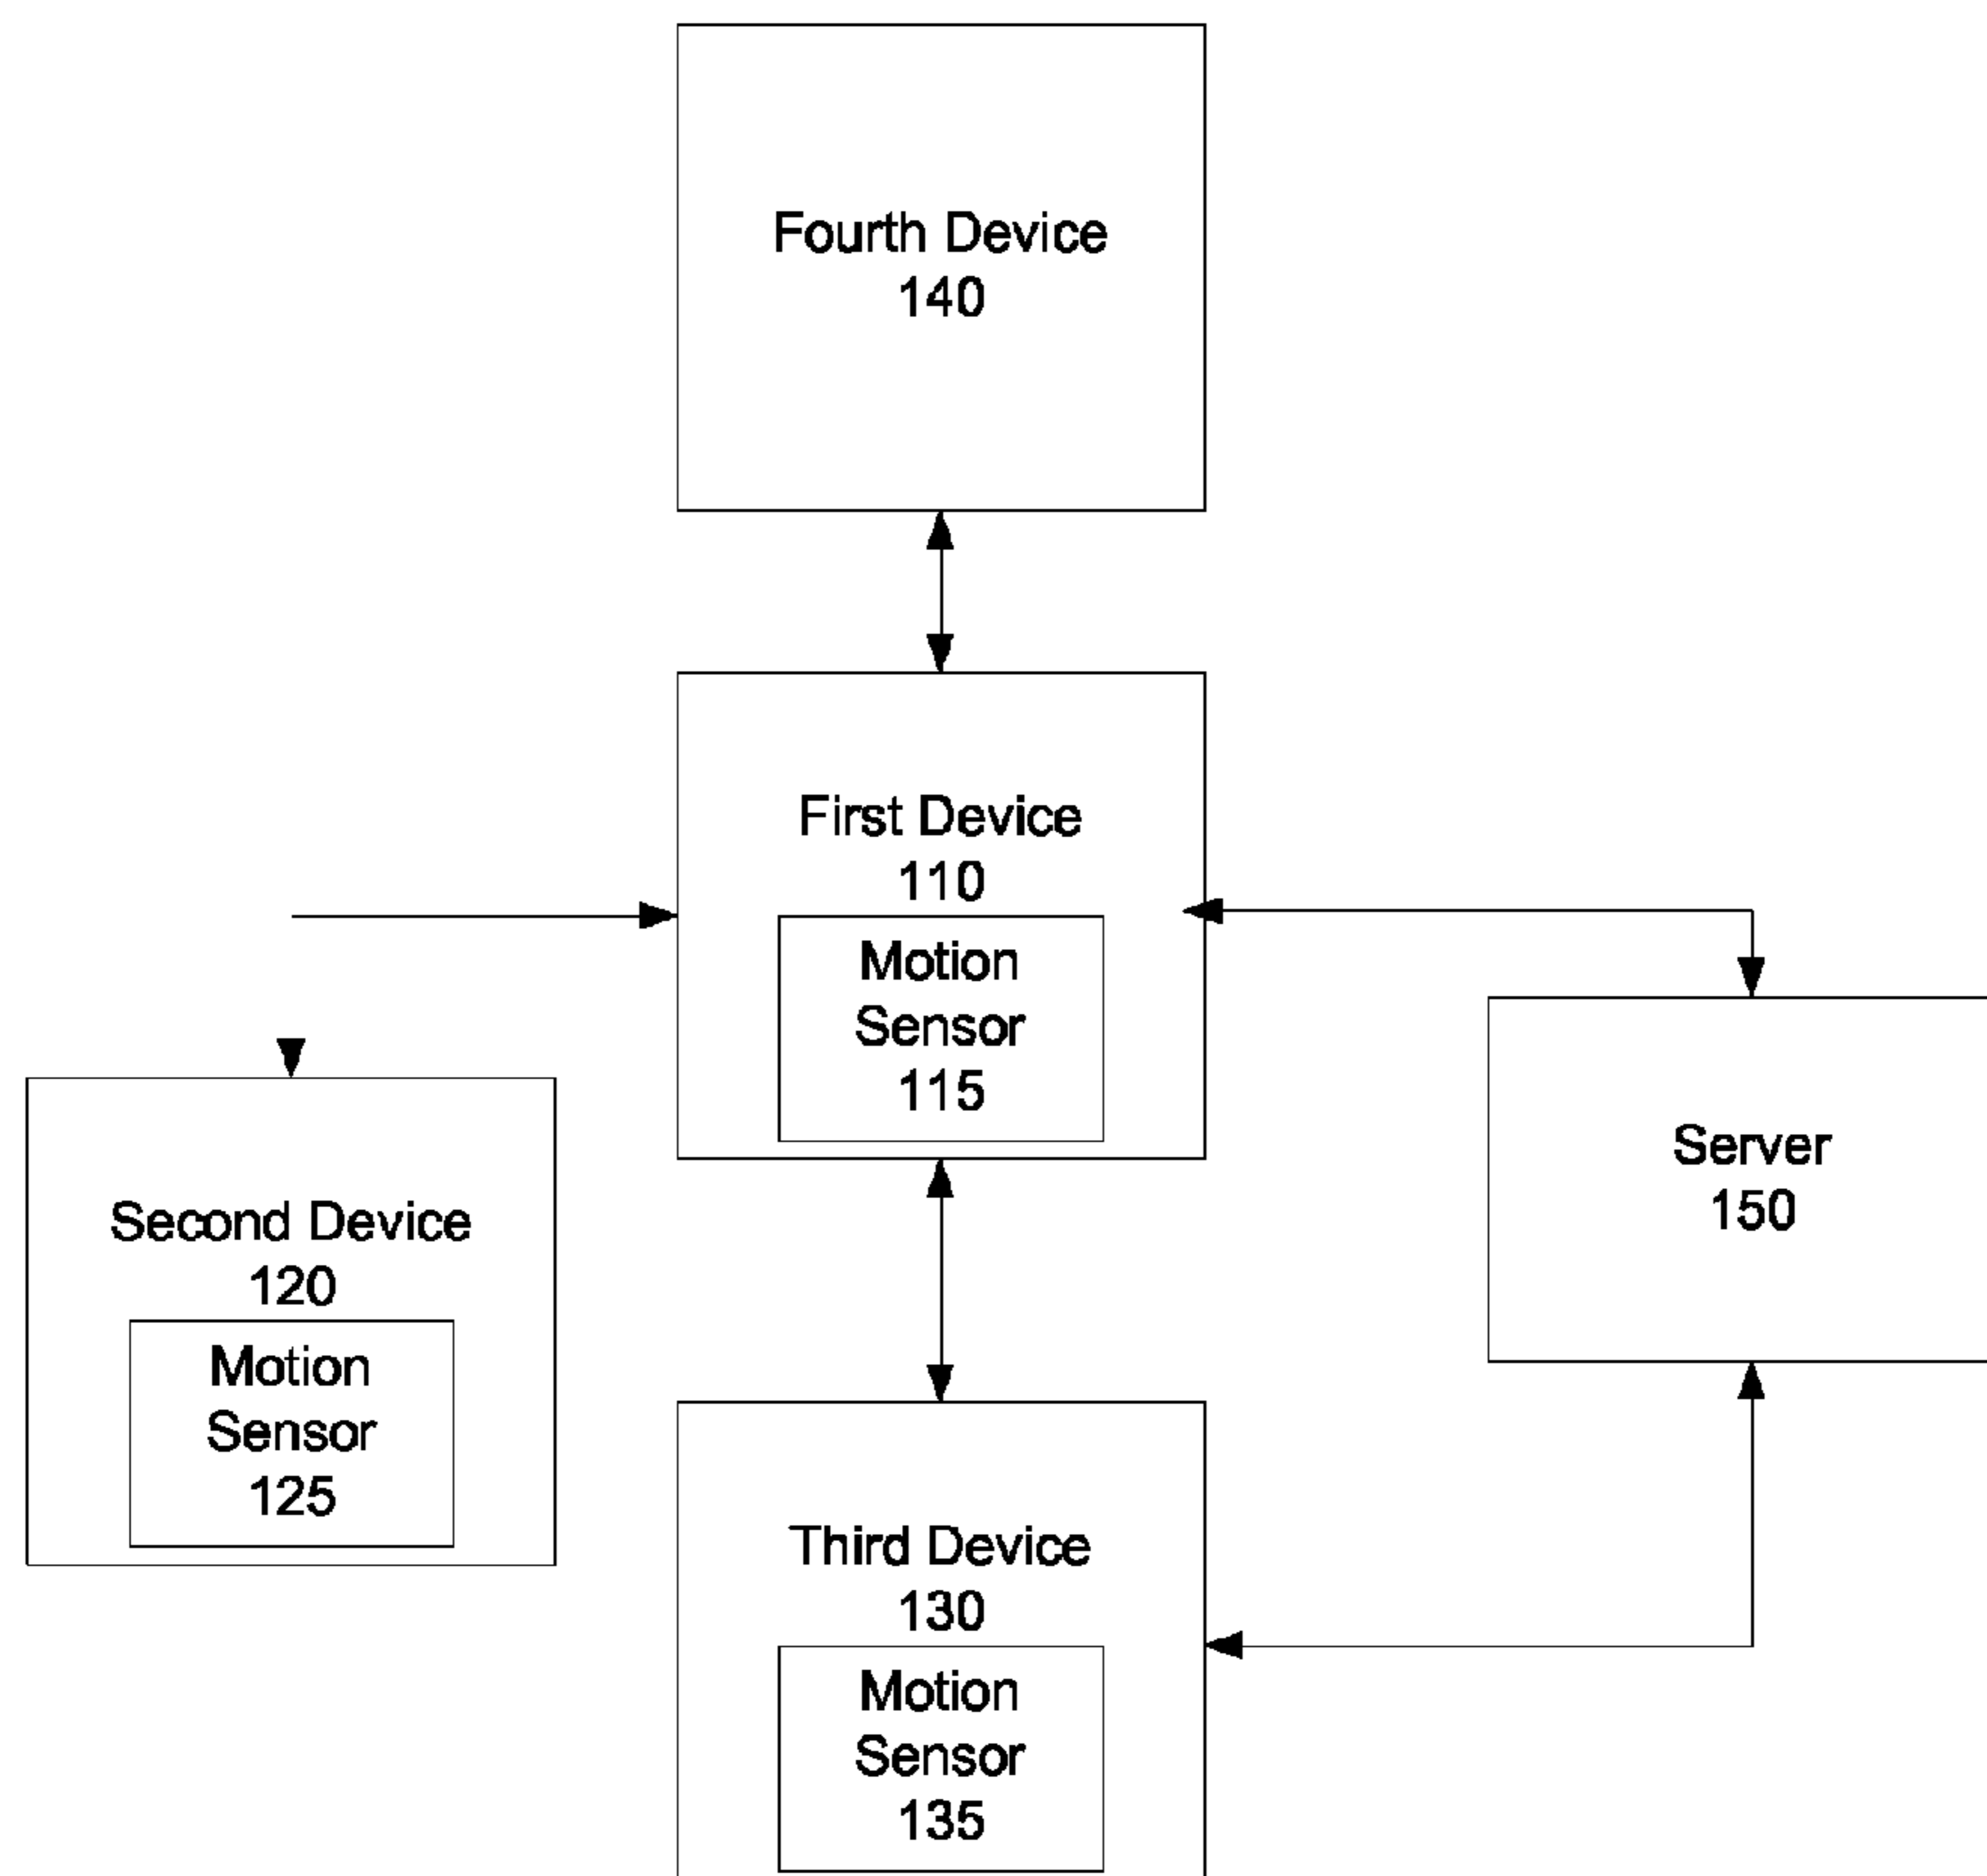 Fourth Device
140
First Device
110
Motion
Sensor
115
Server
150
Second Device
120
Motion
Sensor
125
Third Device
130
Motion
Sensor
135